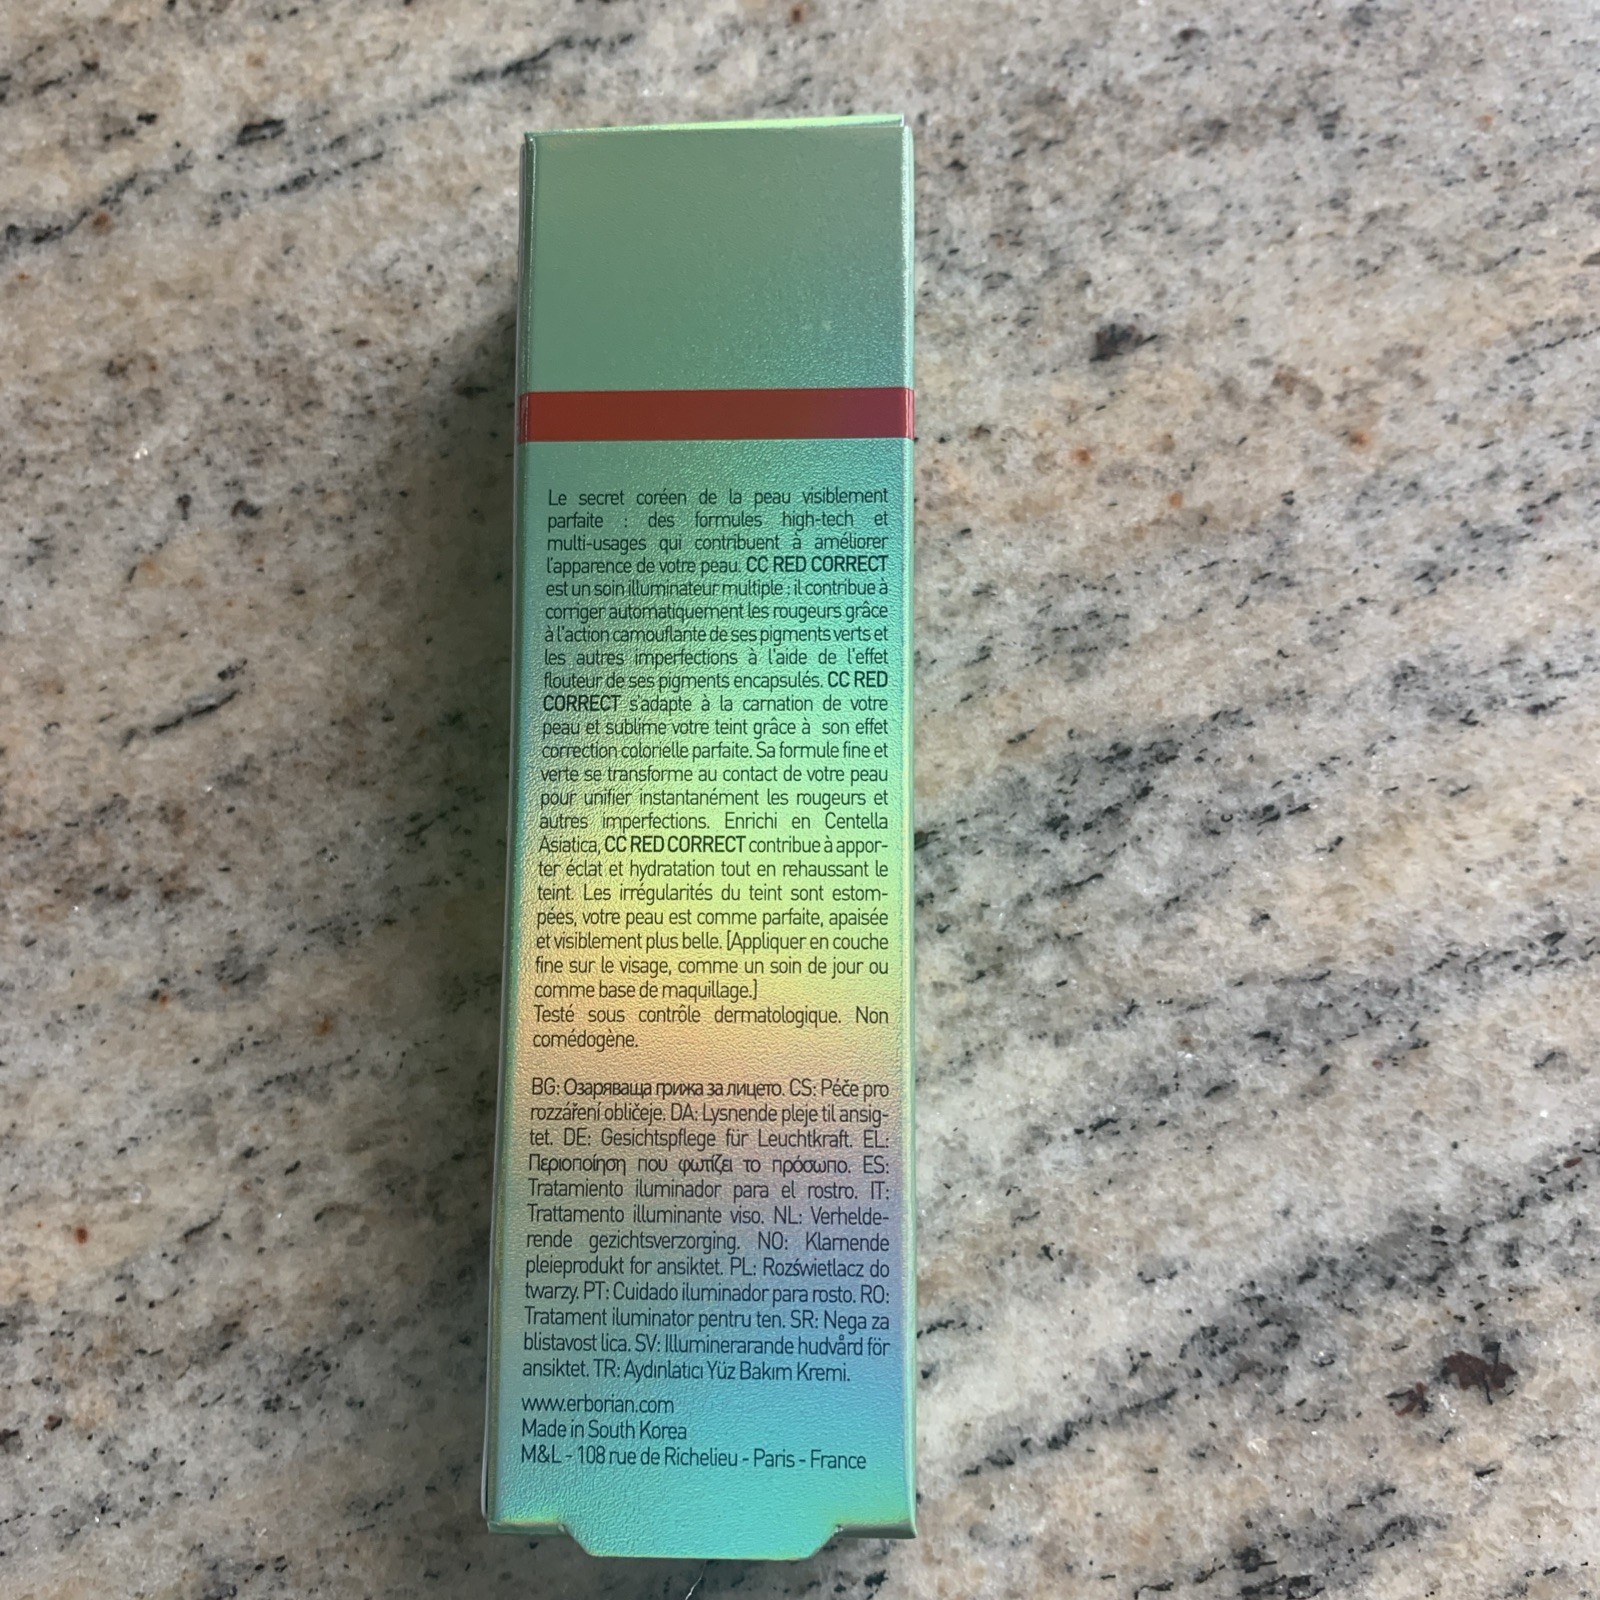 Le secret coréen de la peau visiblement
parfaite : des formules high-tech et
multi-usages qui contribuent à améliorer
l'apparence de votre peau. CC RED CORRECT
est un soin illuminateur multiple : il contribue à
corriger automatiquement les rougeurs grâce
à l'action camouflante de ses pigments verts et
les autres imperfections à l'aide de l'effet
flouteur de ses pigments encapsulés. CC RED
CORRECT s'adapte à la carnation de votre
peau et sublime votre teint grâce à son effet
correction colorielle parfaite. Sa formule fine et
verte se transforme au contact de votre peau
pour unifier instantanément les rougeurs et
autres imperfections. Enrichi en Centella
Asiatica, CC RED CORRECT contribue à appor-
ter éclat et hydratation tout en rehaussant le
teint. Les irrégularités du teint sont estom-
pées, votre peau est comme parfaite, apaisée
et visiblement plus belle. [Appliquer en couche
fine sur le visage, comme un soin de jour ou
comme base de maquillage.]
Testé sous contrôle dermatologique. Non
comédogène.
BG: Озаряваща грижа за лицето. CS: Péče pro
rozzáření obličeje. DA: Lysnende pleje til ansig-
tet. DE: Gesichtspflege für Leuchtkraft. EL:
Περιποίηση που φωτίζει το πρόσωπο. ES:
Tratamiento iluminador para el rostro. IT:
Trattamento illuminante viso. NL: Verhelde-
rende gezichtsverzorging. NO: Klarnende
pleieprodukt for ansiktet. PL: Rozświetlacz do
twarzy. PT: Cuidado iluminador para rosto. RO:
Tratament iluminator pentru ten. SR: Nega za
blistavost lica. SV: Illuminerarande hudvård för
ansiktet. TR: Aydınlatıcı Yüz Bakım Kremi.
www.erborian.com
Made in South Korea
M&L - 108 rue de Richelieu - Paris - France